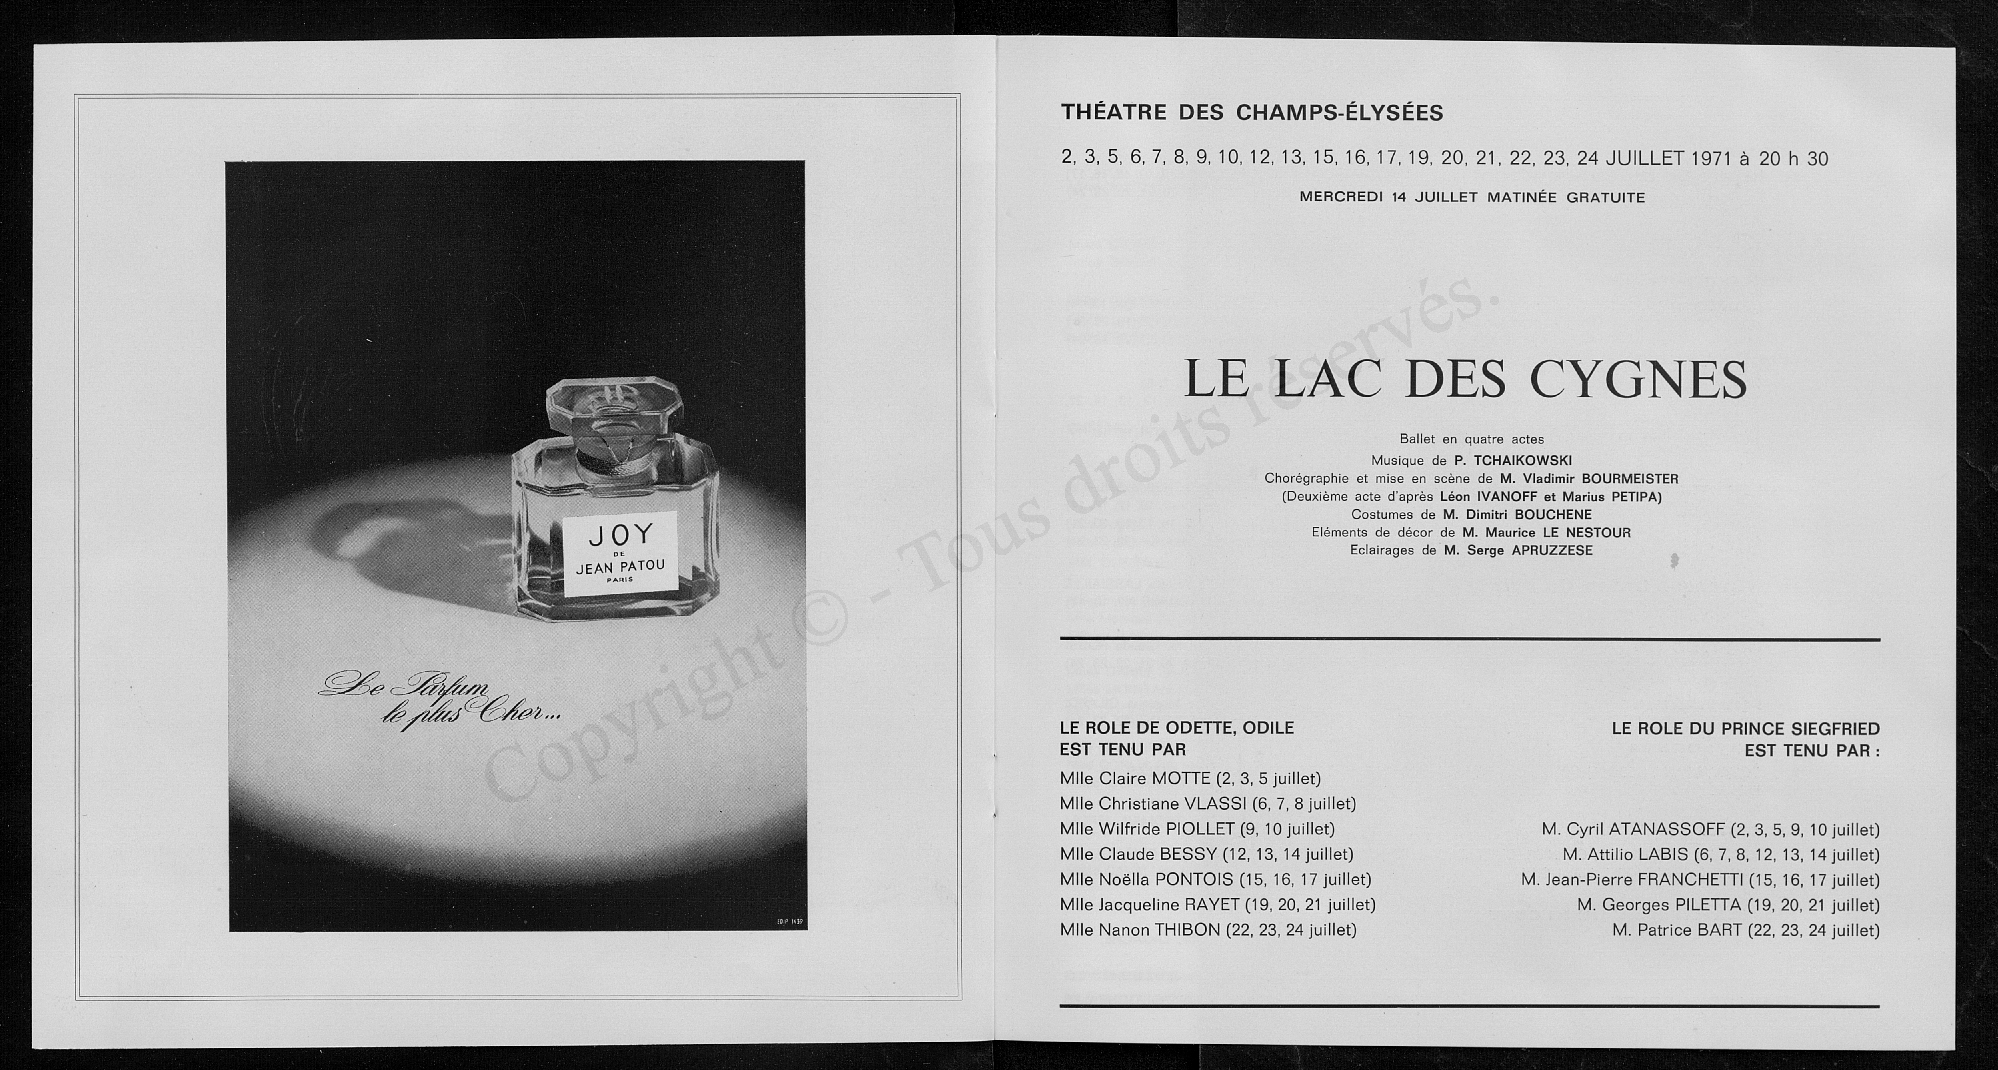 JOY
DE
JEAN PATOU
PARIS
Le Parfum
le plus Cher...
EDIP 1439
THÉATRE DES CHAMPS-ÉLYSÉES
2, 3, 5, 6, 7, 8, 9, 10, 12, 13, 15, 16, 17, 19, 20, 21, 22, 23, 24 JUILLET 1971 à 20 h 30
MERCREDI 14 JUILLET MATINÉE GRATUITE
LE LAC DES CYGNES
Ballet en quatre actes
Musique de P. TCHAIKOWSKI
Chorégraphie et mise en scène de M. Vladimir BOURMEISTER
(Deuxième acte d'après Léon IVANOFF et Marius PETIPA)
Costumes de M. Dimitri BOUCHENE
Eléments de décor de M. Maurice LE NESTOUR
Eclairages de M. Serge APRUZZESE
LE ROLE DE ODETTE, ODILE
EST TENU PAR
Mlle Claire MOTTE (2, 3, 5 juillet)
Mlle Christiane VLASSI (6, 7, 8 juillet)
Mlle Wilfride PIOLLET (9, 10 juillet)
Mlle Claude BESSY (12, 13, 14 juillet)
Mlle Noëlla PONTOIS (15, 16, 17 juillet)
Mlle Jacqueline RAYET (19, 20, 21 juillet)
Mlle Nanon THIBON (22, 23, 24 juillet)
LE ROLE DU PRINCE SIEGFRIED
EST TENU PAR :
M. Cyril ATANASSOFF (2, 3, 5, 9, 10 juillet)
M. Attilio LABIS (6, 7, 8, 12, 13, 14 juillet)
M. Jean-Pierre FRANCHETTI (15, 16, 17 juillet)
M. Georges PILETTA (19, 20, 21 juillet)
M. Patrice BART (22, 23, 24 juillet)
Copyright © - Tous droits réservés.